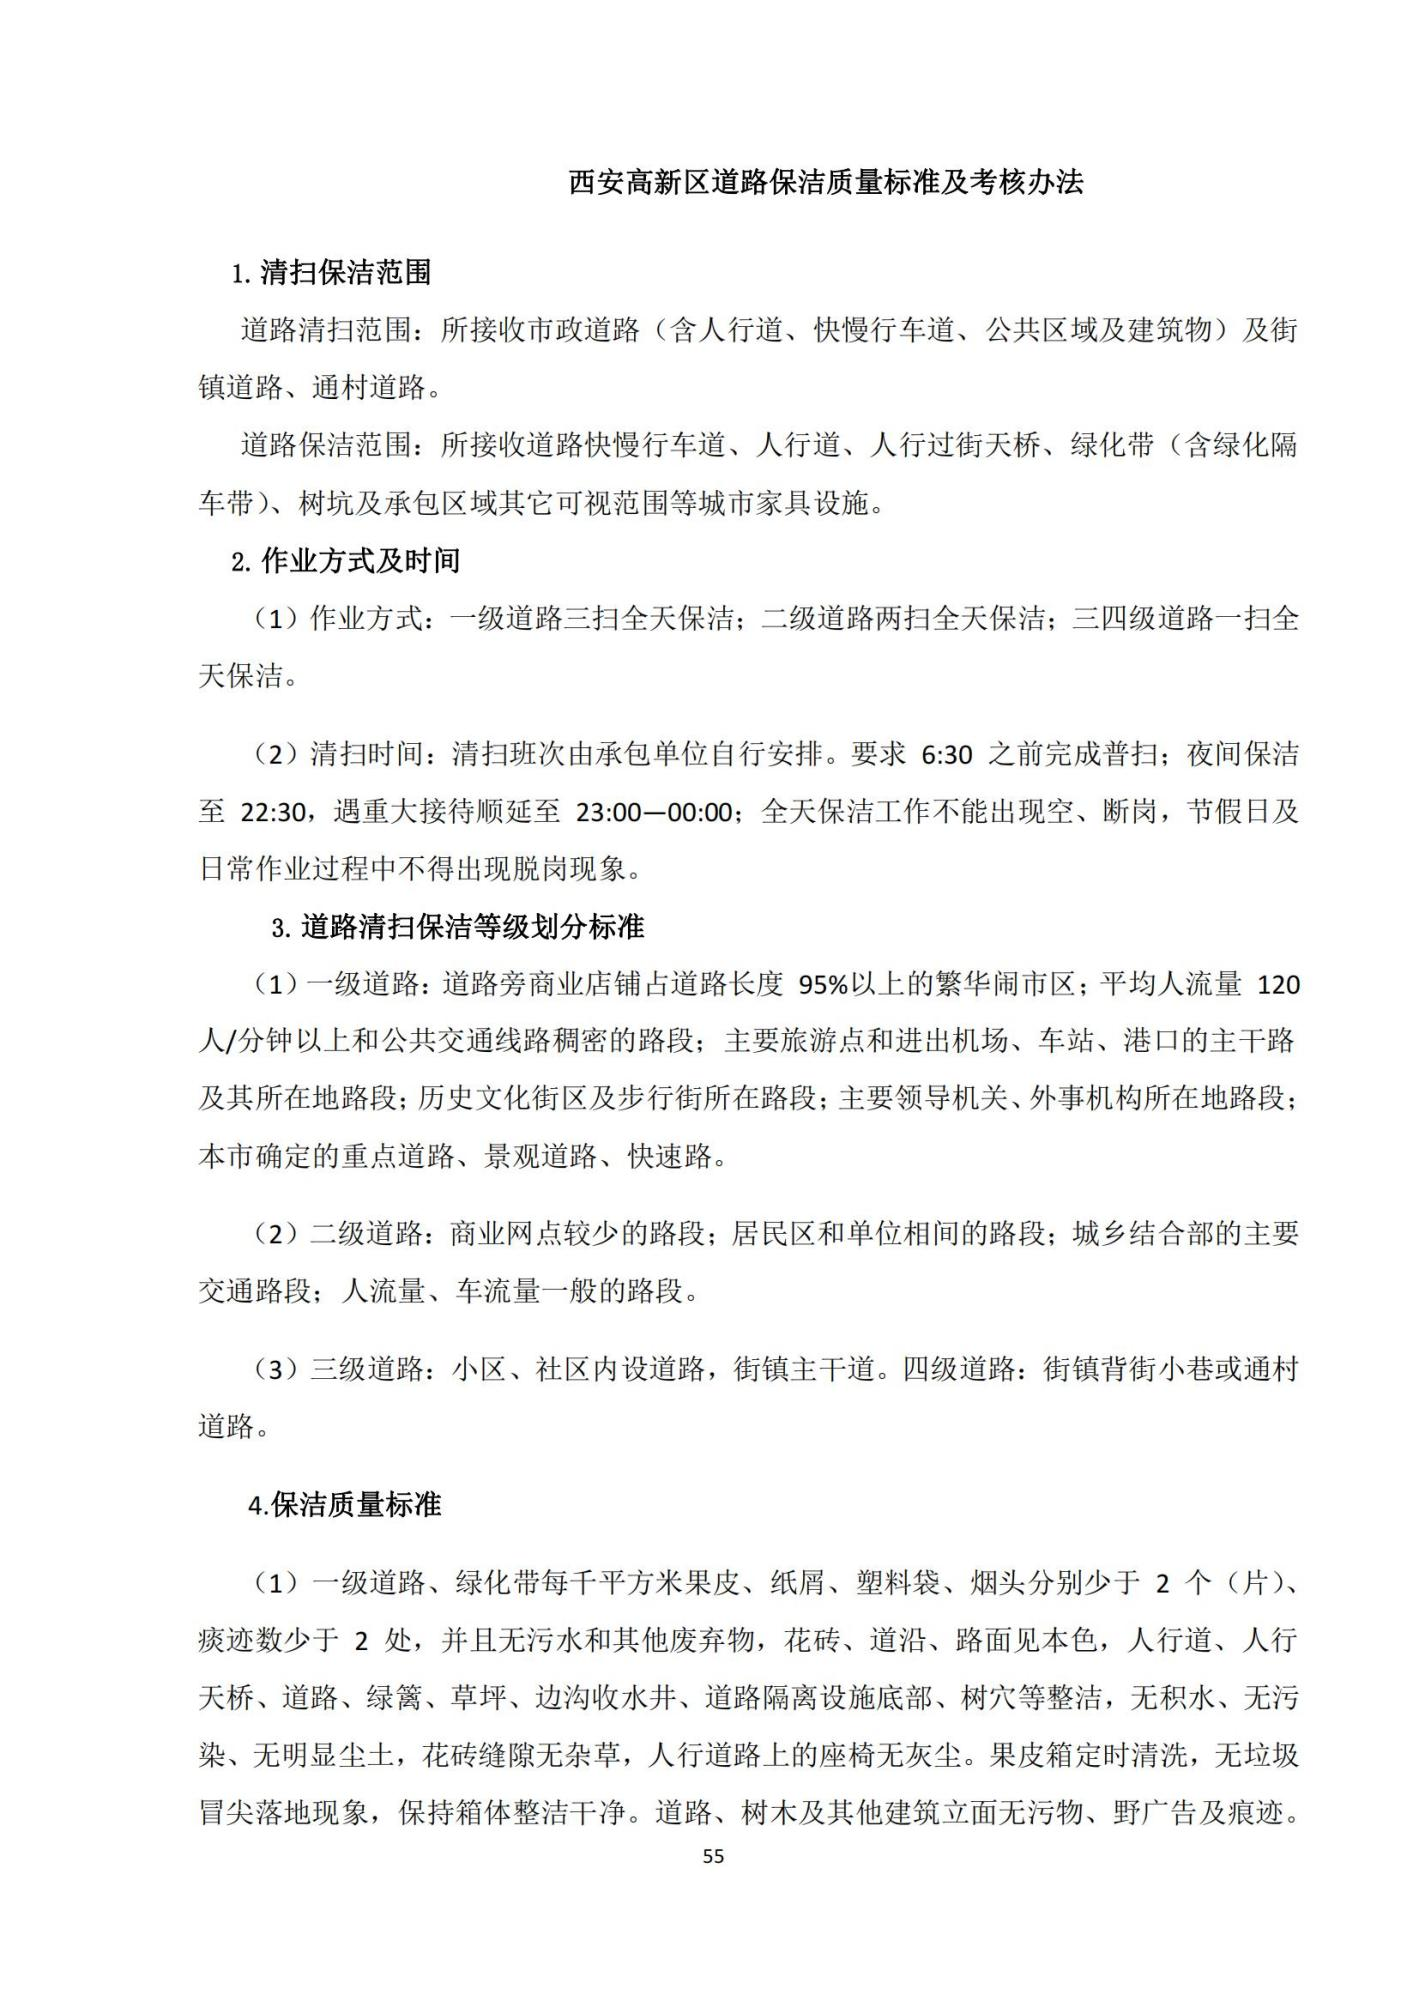 西安高新区道路保洁质量标准及考核办法
1. 清扫保洁范围
道路清扫范围：所接收市政道路（含人行道、快慢行车道、公共区域及建筑物）及街
镇道路、通村道路。
道路保洁范围：所接收道路快慢行车道、人行道、人行过街天桥、绿化带（含绿化隔
车带）、树坑及承包区域其它可视范围等城市家具设施。
2. 作业方式及时间
（1）作业方式：一级道路三扫全天保洁；二级道路两扫全天保洁；三四级道路一扫全
天保洁。
（2）清扫时间：清扫班次由承包单位自行安排。要求 6:30 之前完成普扫；夜间保洁
至 22:30，遇重大接待顺延至 23:00—00:00；全天保洁工作不能出现空、断岗，节假日及
日常作业过程中不得出现脱岗现象。
3. 道路清扫保洁等级划分标准
（1）一级道路：道路旁商业店铺占道路长度 95%以上的繁华闹市区；平均人流量 120
人/分钟以上和公共交通线路稠密的路段；主要旅游点和进出机场、车站、港口的主干路
及其所在地路段；历史文化街区及步行街所在路段；主要领导机关、外事机构所在地路段；
本市确定的重点道路、景观道路、快速路。
（2）二级道路：商业网点较少的路段；居民区和单位相间的路段；城乡结合部的主要
交通路段；人流量、车流量一般的路段。
（3）三级道路：小区、社区内设道路，街镇主干道。四级道路：街镇背街小巷或通村
道路。
4.保洁质量标准
（1）一级道路、绿化带每千平方米果皮、纸屑、塑料袋、烟头分别少于 2 个（片）、
痰迹数少于 2 处，并且无污水和其他废弃物，花砖、道沿、路面见本色，人行道、人行
天桥、道路、绿篱、草坪、边沟收水井、道路隔离设施底部、树穴等整洁，无积水、无污
染、无明显尘土，花砖缝隙无杂草，人行道路上的座椅无灰尘。果皮箱定时清洗，无垃圾
冒尖落地现象，保持箱体整洁干净。道路、树木及其他建筑立面无污物、野广告及痕迹。
55